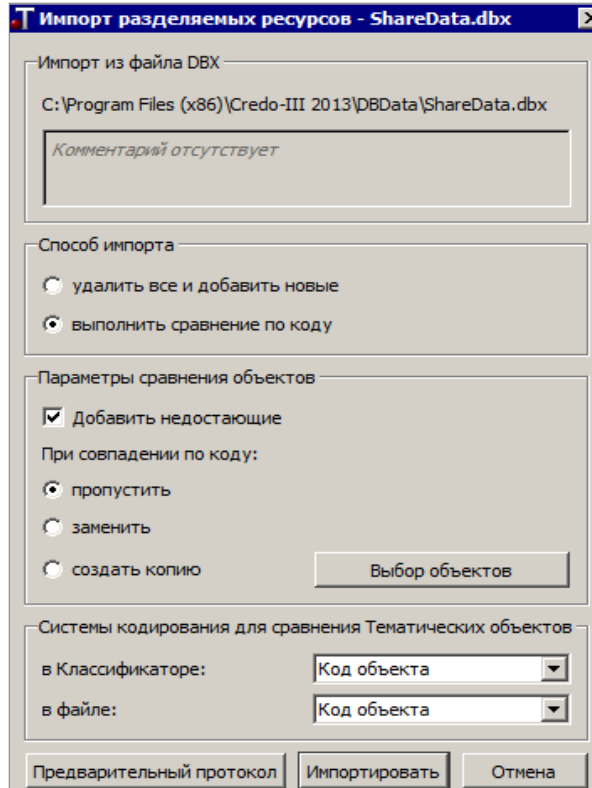 Импорт разделяемых ресурсов - ShareData.dbx
Импорт из файла DBX
C:\Program Files (x86)\Credo-III 2013\DBData\ShareData.dbx
Комментарий отсутствует
Способ импорта
удалить все и добавить новые
выполнить сравнение по коду
Параметры сравнения объектов
Добавить недостающие
При совпадении по коду:
пропустить
заменить
создать копию
Выбор объектов
Системы кодирования для сравнения Тематических объектов
в Классификаторе:
Код объекта
в файле:
Код объекта
Предварительный протокол
Импортировать
Отмена